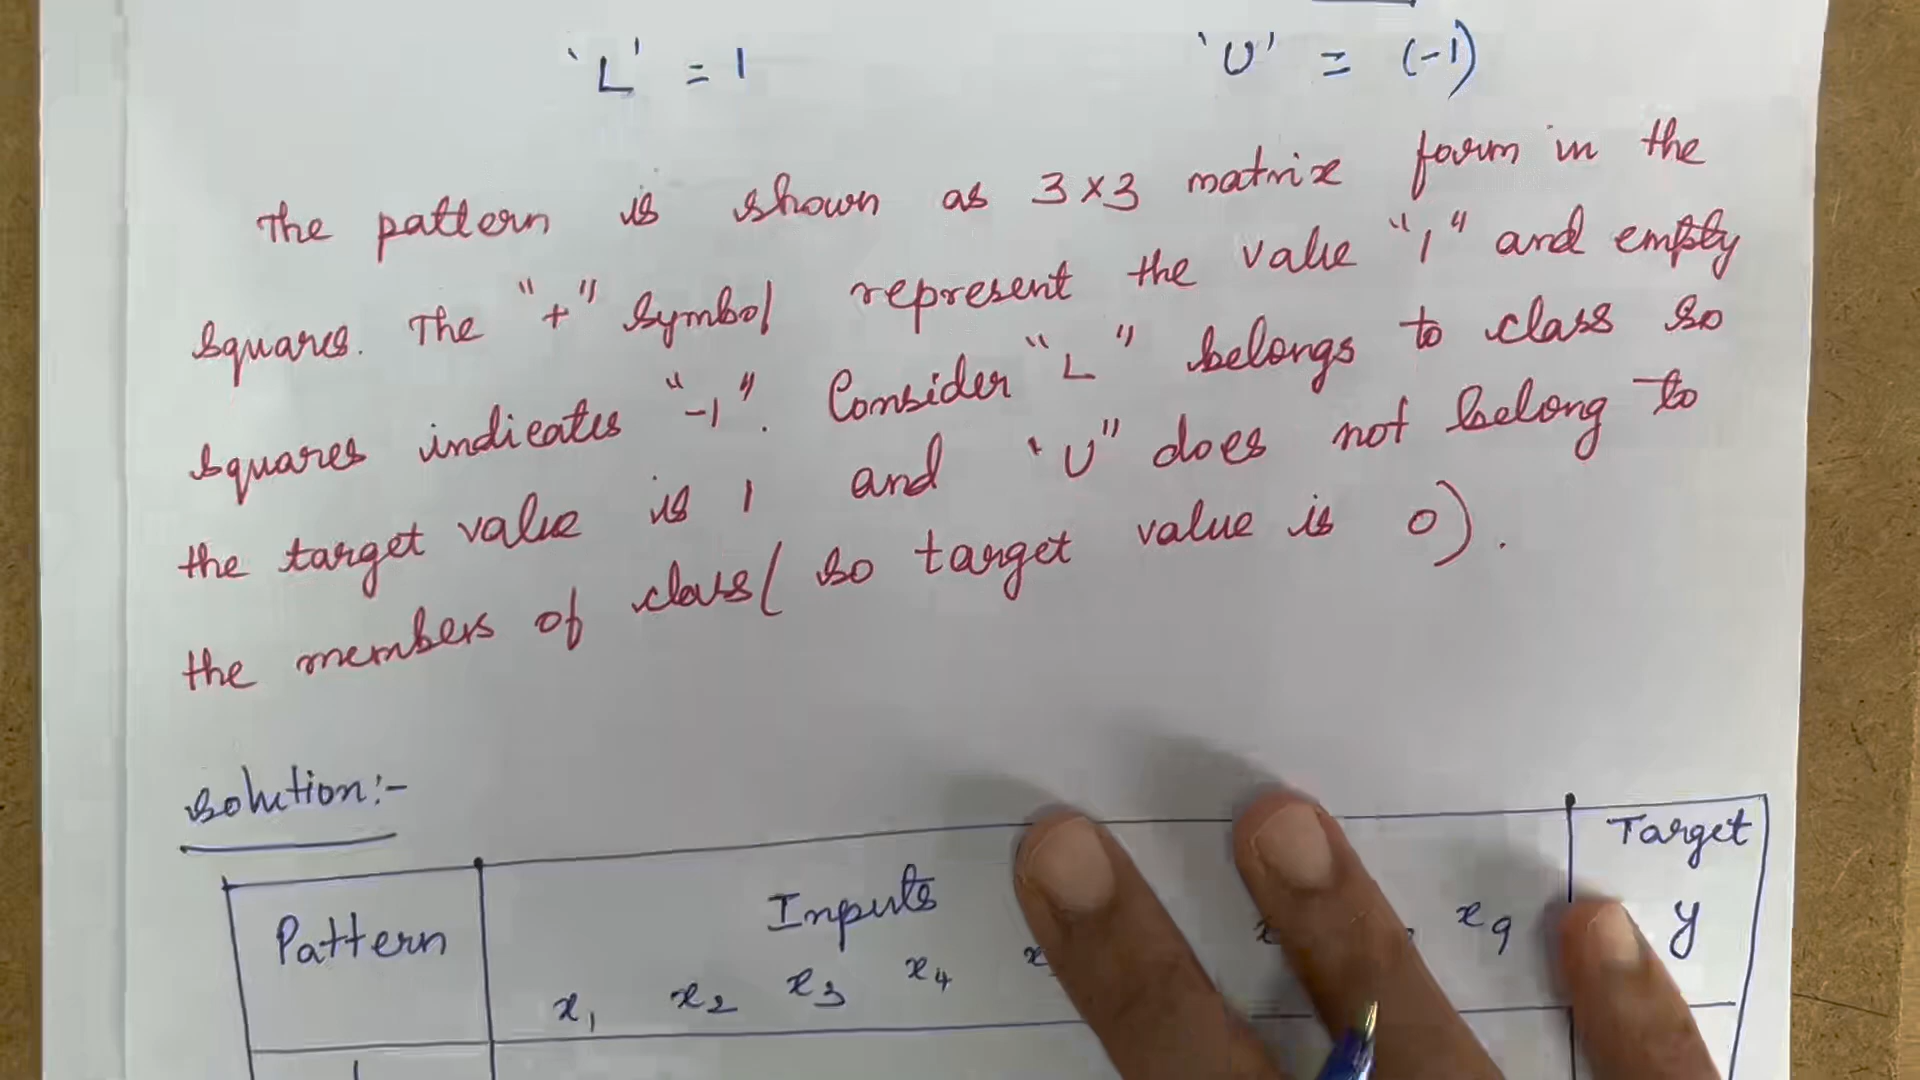 'L' = 1 'U' = (-1)
The pattern is shown as 3×3 matrix form in the
squares. The "+" symbol represent the value "1" and empty
squares indicates "-1". Consider "L" belongs to class so
the target value is 1 and 'U" does not belong to
the members of class ( so target value is 0).
Solution:-
Pattern Inputs Target
x1 x2 x3 x4 x9 y